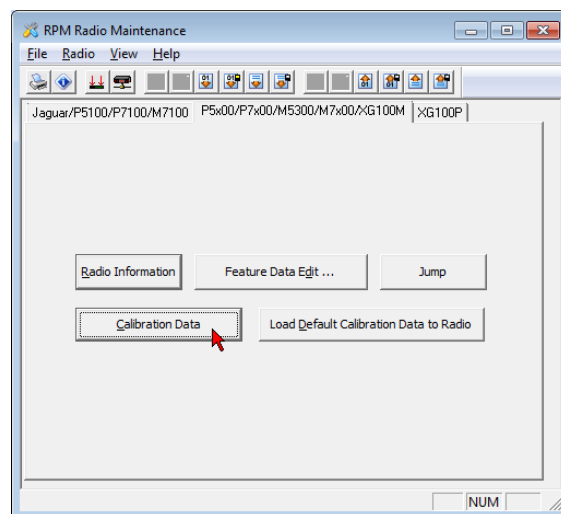 RPM Radio Maintenance
File Radio View Help
Jaguar/P5100/P7100/M7100 P5x00/P7x00/M5300/M7x00/XG100M XG100P
Radio Information Feature Data Edit ... Jump
Calibration Data Load Default Calibration Data to Radio
NUM